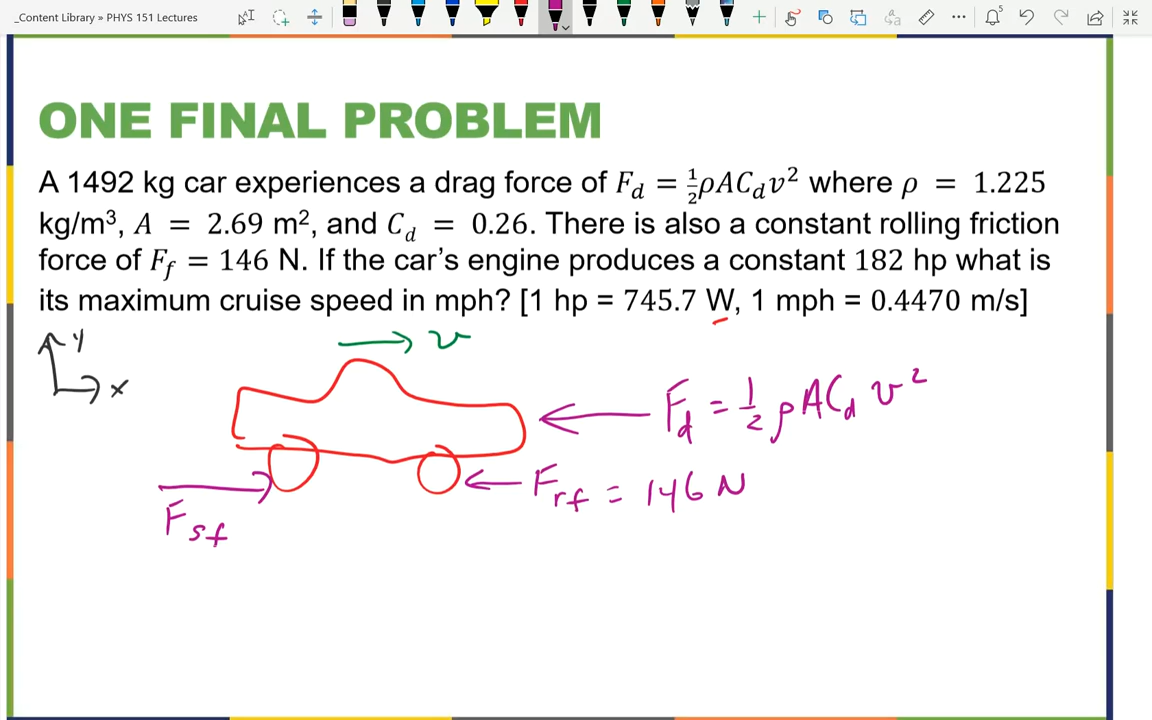 _Content Library » PHYS 151 Lectures
5
ONE FINAL PROBLEM
A 1492 kg car experiences a drag force of F_d = ½ρAC_dv² where ρ = 1.225
kg/m³, A = 2.69 m², and C_d = 0.26. There is also a constant rolling friction
force of F_f = 146 N. If the car’s engine produces a constant 182 hp what is
its maximum cruise speed in mph? [1 hp = 745.7 W, 1 mph = 0.4470 m/s]
y
x
v
F_d = ½ ρAC_d v²
F_rf = 146 N
F_sf